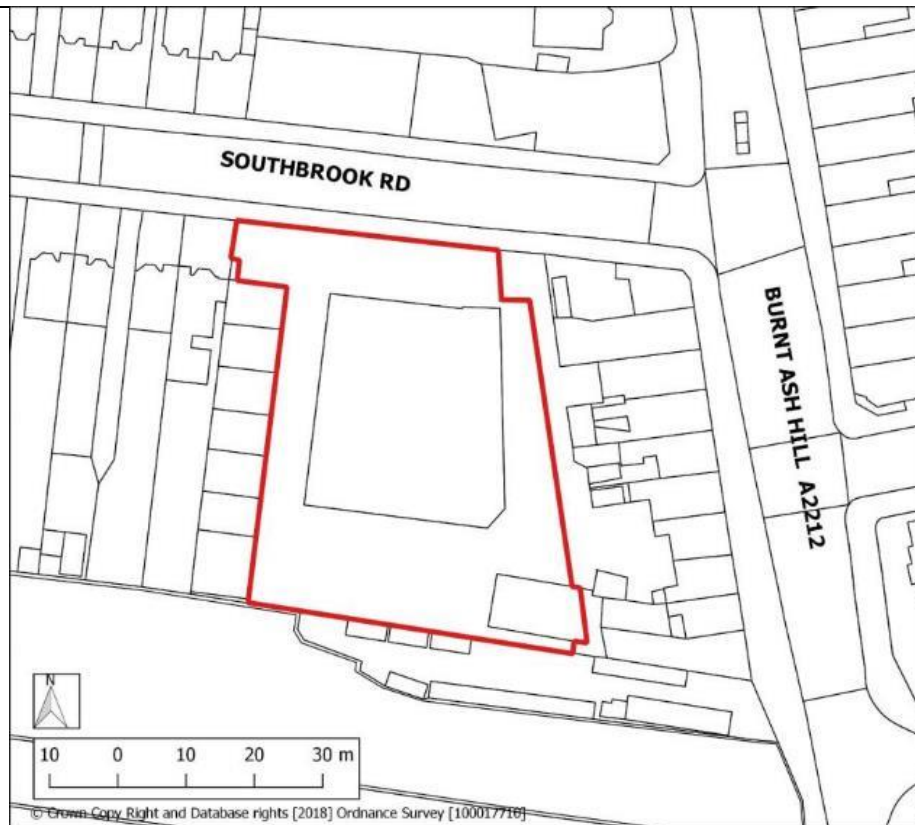 SOUTHBROOK RD
BURNT ASH HILL A2212
N
10 0 10 20 30 m
© Crown Copy Right and Database rights [2018] Ordnance Survey [100017710]